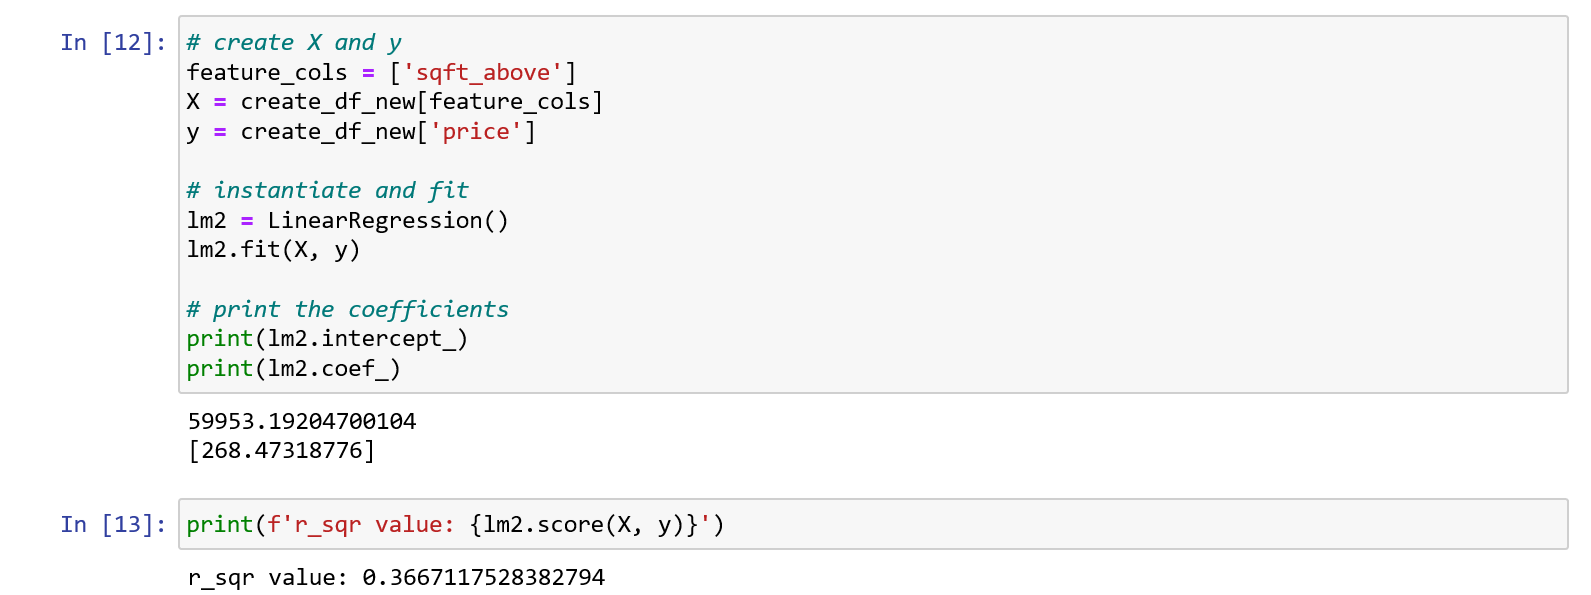 In [12]: # create X and y
feature_cols = ['sqft_above']
X = create_df_new[feature_cols]
y = create_df_new['price']
# instantiate and fit
lm2 = LinearRegression()
lm2.fit(X, y)
# print the coefficients
print(lm2.intercept_)
print(lm2.coef_)
59953.19204700104
[268.47318776]
In [13]: print(f'r_sqr value: {lm2.score(X, y)}')
r_sqr value: 0.3667117528382794